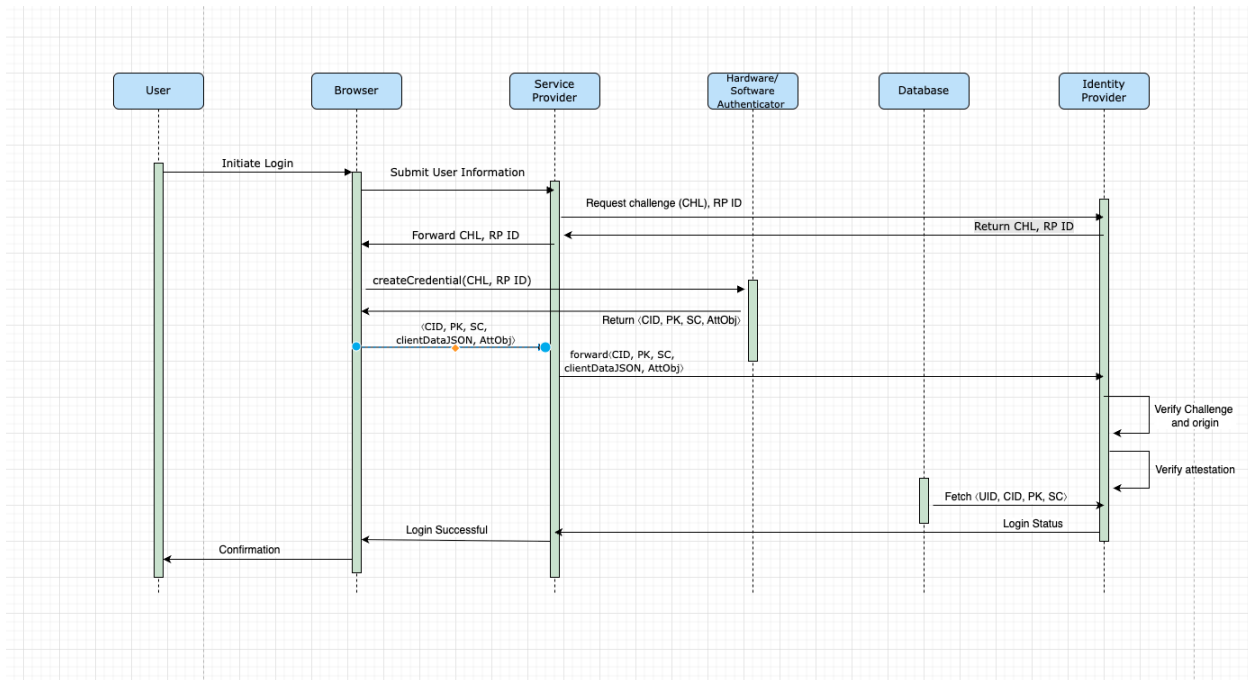 User
Browser
Service
Provider
Hardware/
Software
Authenticator
Database
Identity
Provider
Initiate Login
Submit User Information
Request challenge (CHL), RP ID
Return CHL, RP ID
Forward CHL, RP ID
createCredential(CHL, RP ID)
Return ⟨CID, PK, SC, AttObj⟩
⟨CID, PK, SC,
clientDataJSON, AttObj⟩
forward⟨CID, PK, SC,
clientDataJSON, AttObj⟩
Verify Challenge
and origin
Verify attestation
Fetch ⟨UID, CID, PK, SC⟩
Login Status
Login Successful
Confirmation